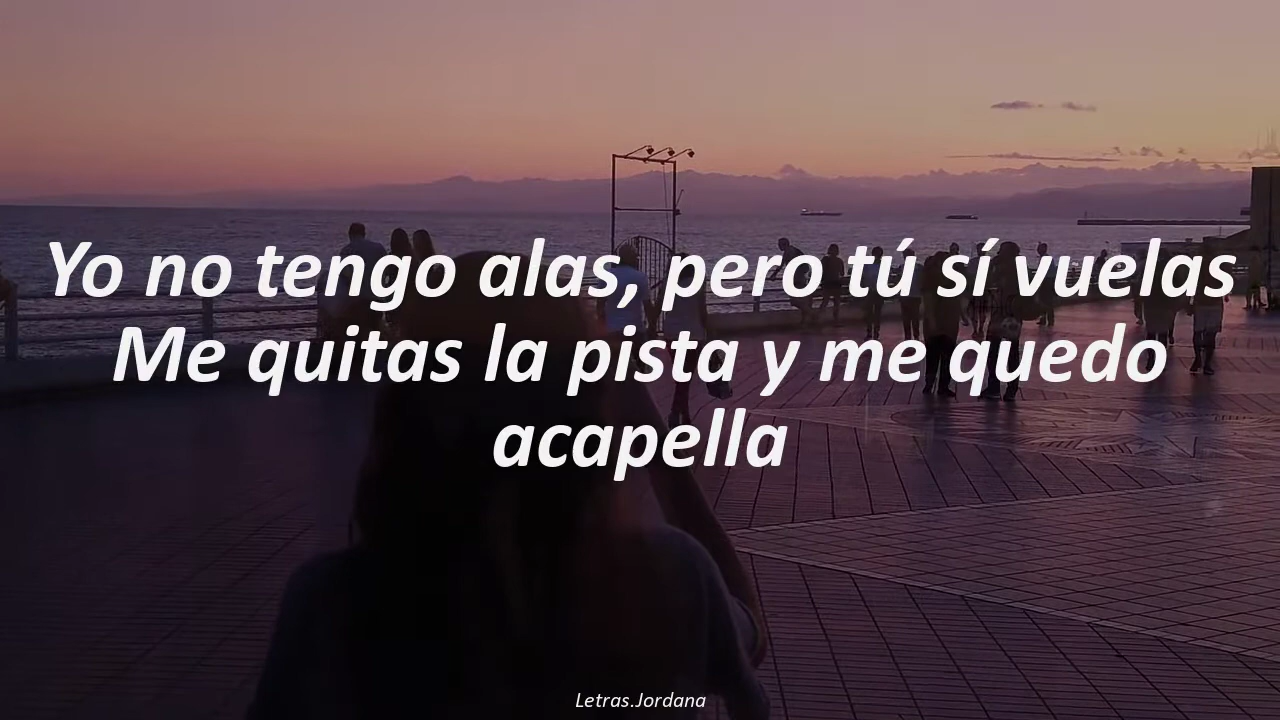 Yo no tengo alas, pero tú sí vuelas
Me quitas la pista y me quedo
acapella
Letras.Jordana